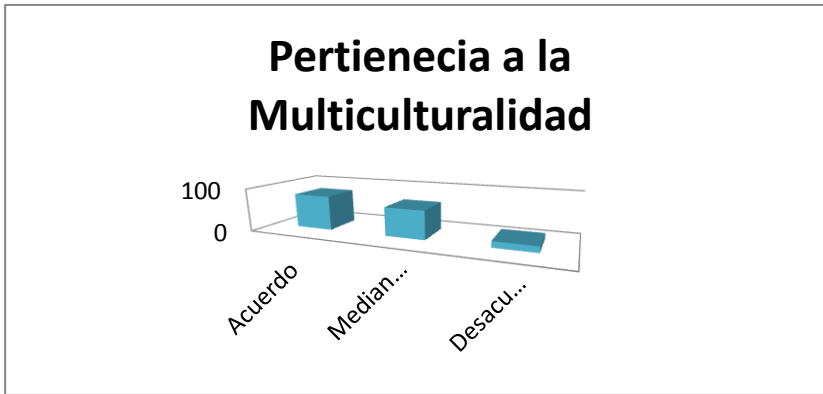 Pertienecia a la
Multiculturalidad
100
0
Acuerdo
Median...
Desacu...